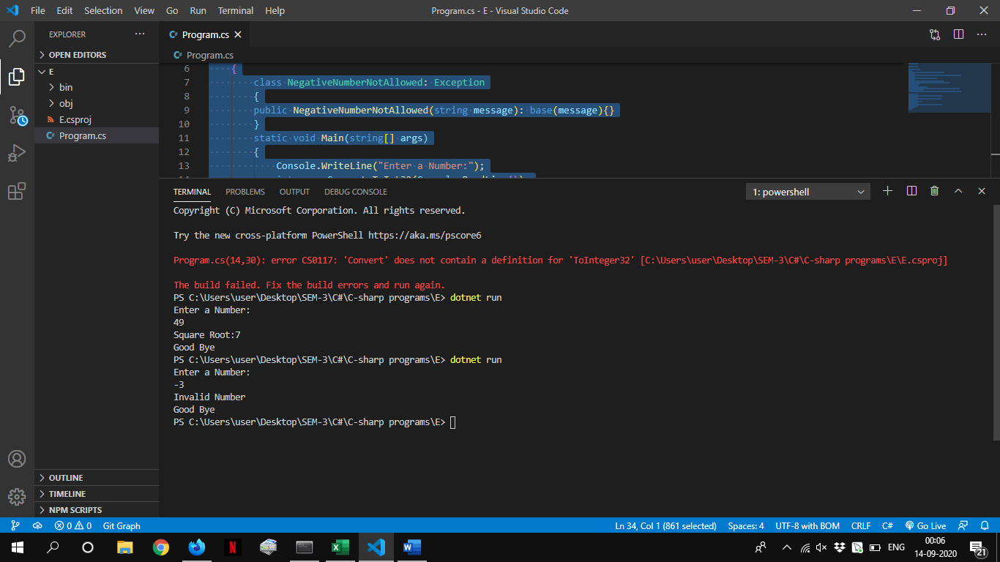 File Edit Selection View Go Run Terminal Help
Program.cs - E - Visual Studio Code
EXPLORER
OPEN EDITORS
E
bin
obj
E.csproj
Program.cs
OUTLINE
TIMELINE
NPM SCRIPTS
C# Program.cs
C# Program.cs
6 {
7 class NegativeNumberNotAllowed: Exception
8 {
9 public NegativeNumberNotAllowed(string message): base(message){}
10 }
11 static void Main(string[] args)
12 {
13 Console.WriteLine("Enter a Number:");
TERMINAL PROBLEMS OUTPUT DEBUG CONSOLE
1: powershell
Copyright (C) Microsoft Corporation. All rights reserved.
Try the new cross-platform PowerShell https://aka.ms/pscore6
Program.cs(14,30): error CS0117: 'Convert' does not contain a definition for 'ToInteger32' [C:\Users\user\Desktop\SEM-3\C#\C-sharp programs\E\E.csproj]
The build failed. Fix the build errors and run again.
PS C:\Users\user\Desktop\SEM-3\C#\C-sharp programs\E> dotnet run
Enter a Number:
49
Square Root:7
Good Bye
PS C:\Users\user\Desktop\SEM-3\C#\C-sharp programs\E> dotnet run
Enter a Number:
-3
Invalid Number
Good Bye
PS C:\Users\user\Desktop\SEM-3\C#\C-sharp programs\E>
0 0 Git Graph
Ln 34, Col 1 (861 selected) Spaces: 4 UTF-8 with BOM CRLF C# Go Live
ENG
00:06
14-09-2020
21